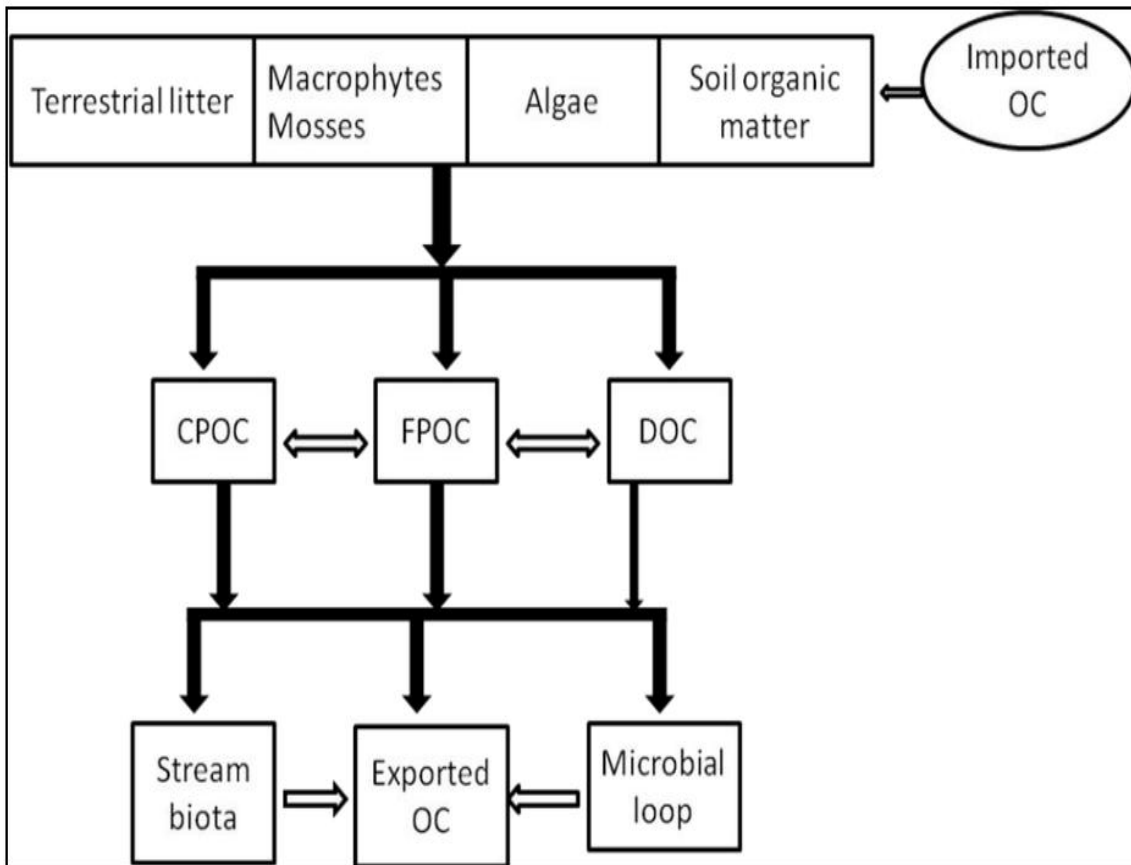 Terrestrial litter
Macrophytes
Mosses
Algae
Soil organic
matter
Imported
OC
CPOC
FPOC
DOC
Stream
biota
Exported
OC
Microbial
loop